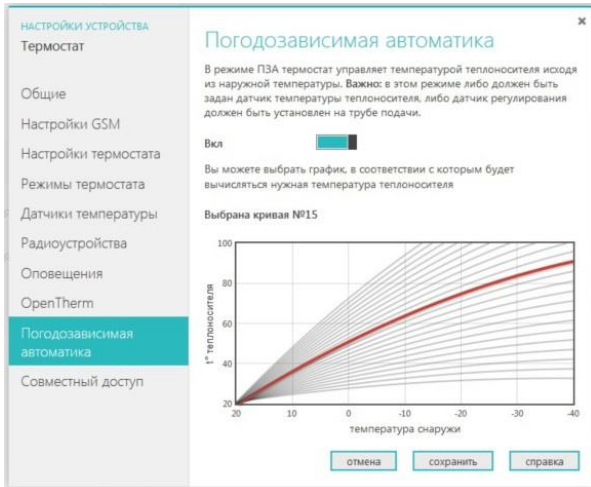 НАСТРОЙКИ УСТРОЙСТВА
Термостат
Общие
Настройки GSM
Настройки термостата
Режимы термостата
Датчики температуры
Радиоустройства
Оповещения
OpenTherm
Погодозависимая
автоматика
Совместный доступ
×
Погодозависимая автоматика
В режиме ПЗА термостат управляет температурой теплоносителя исходя
из наружной температуры. Важно: в этом режиме либо должен быть
задан датчик температуры теплоносителя, либо датчик регулирования
должен быть установлен на трубе подачи.
Вкл
Вы можете выбрать график, в соответствии с которым будет
вычисляться нужная температура теплоносителя
Выбрана кривая №15
t° теплоносителя
100
80
60
40
20
20 10 0 -10 -20 -30 -40
температура снаружи
отмена сохранить справка